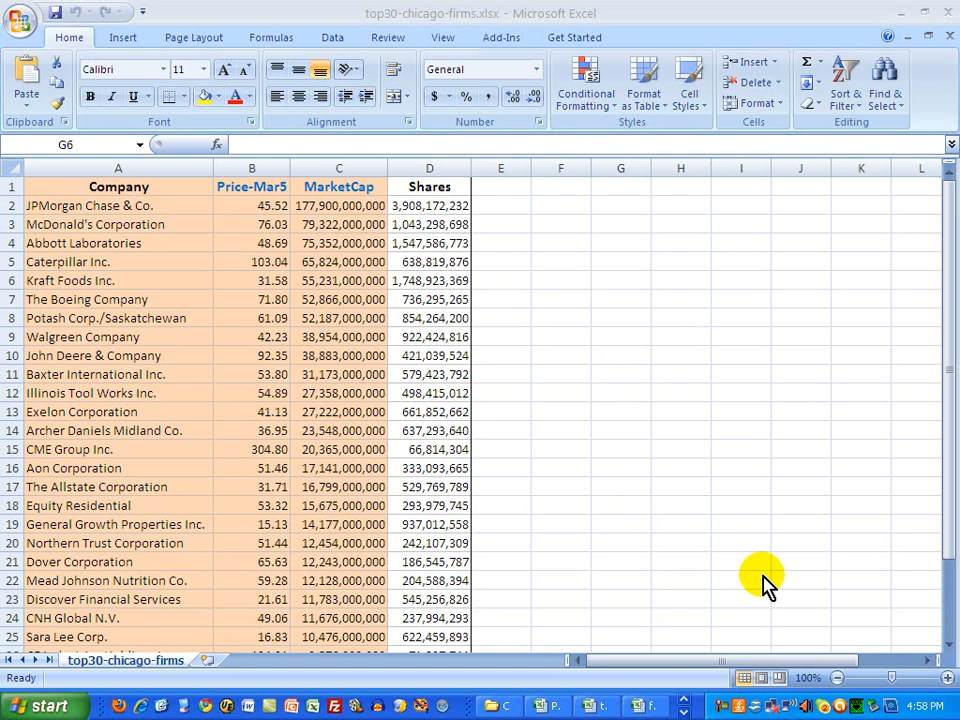 top30-chicago-firms.xlsx - Microsoft Excel
Home Insert Page Layout Formulas Data Review View Add-Ins Get Started
Calibri 11 General
Paste
B I U $ % ,
Conditional Formatting Format as Table Cell Styles
Insert
Delete
Format
Sort & Filter Find & Select
Clipboard Font Alignment Number Styles Cells Editing
G6 fx
A B C D E F G H I J K L
1 Company Price-Mar5 MarketCap Shares
2 JPMorgan Chase & Co. 45.52 177,900,000,000 3,908,172,232
3 McDonald's Corporation 76.03 79,322,000,000 1,043,298,698
4 Abbott Laboratories 48.69 75,352,000,000 1,547,586,773
5 Caterpillar Inc. 103.04 65,824,000,000 638,819,876
6 Kraft Foods Inc. 31.58 55,231,000,000 1,748,923,369
7 The Boeing Company 71.80 52,866,000,000 736,295,265
8 Potash Corp./Saskatchewan 61.09 52,187,000,000 854,264,200
9 Walgreen Company 42.23 38,954,000,000 922,424,816
10 John Deere & Company 92.35 38,883,000,000 421,039,524
11 Baxter International Inc. 53.80 31,173,000,000 579,423,792
12 Illinois Tool Works Inc. 54.89 27,358,000,000 498,415,012
13 Exelon Corporation 41.13 27,222,000,000 661,852,662
14 Archer Daniels Midland Co. 36.95 23,548,000,000 637,293,640
15 CME Group Inc. 304.80 20,365,000,000 66,814,304
16 Aon Corporation 51.46 17,141,000,000 333,093,665
17 The Allstate Corporation 31.71 16,799,000,000 529,769,789
18 Equity Residential 53.32 15,675,000,000 293,979,745
19 General Growth Properties Inc. 15.13 14,177,000,000 937,012,558
20 Northern Trust Corporation 51.44 12,454,000,000 242,107,309
21 Dover Corporation 65.63 12,243,000,000 186,545,787
22 Mead Johnson Nutrition Co. 59.28 12,128,000,000 204,588,394
23 Discover Financial Services 21.61 11,783,000,000 545,256,826
24 CNH Global N.V. 49.06 11,676,000,000 237,994,293
25 Sara Lee Corp. 16.83 10,476,000,000 622,459,893
top30-chicago-firms
Ready 100%
start C P. t. f. 4:58 PM